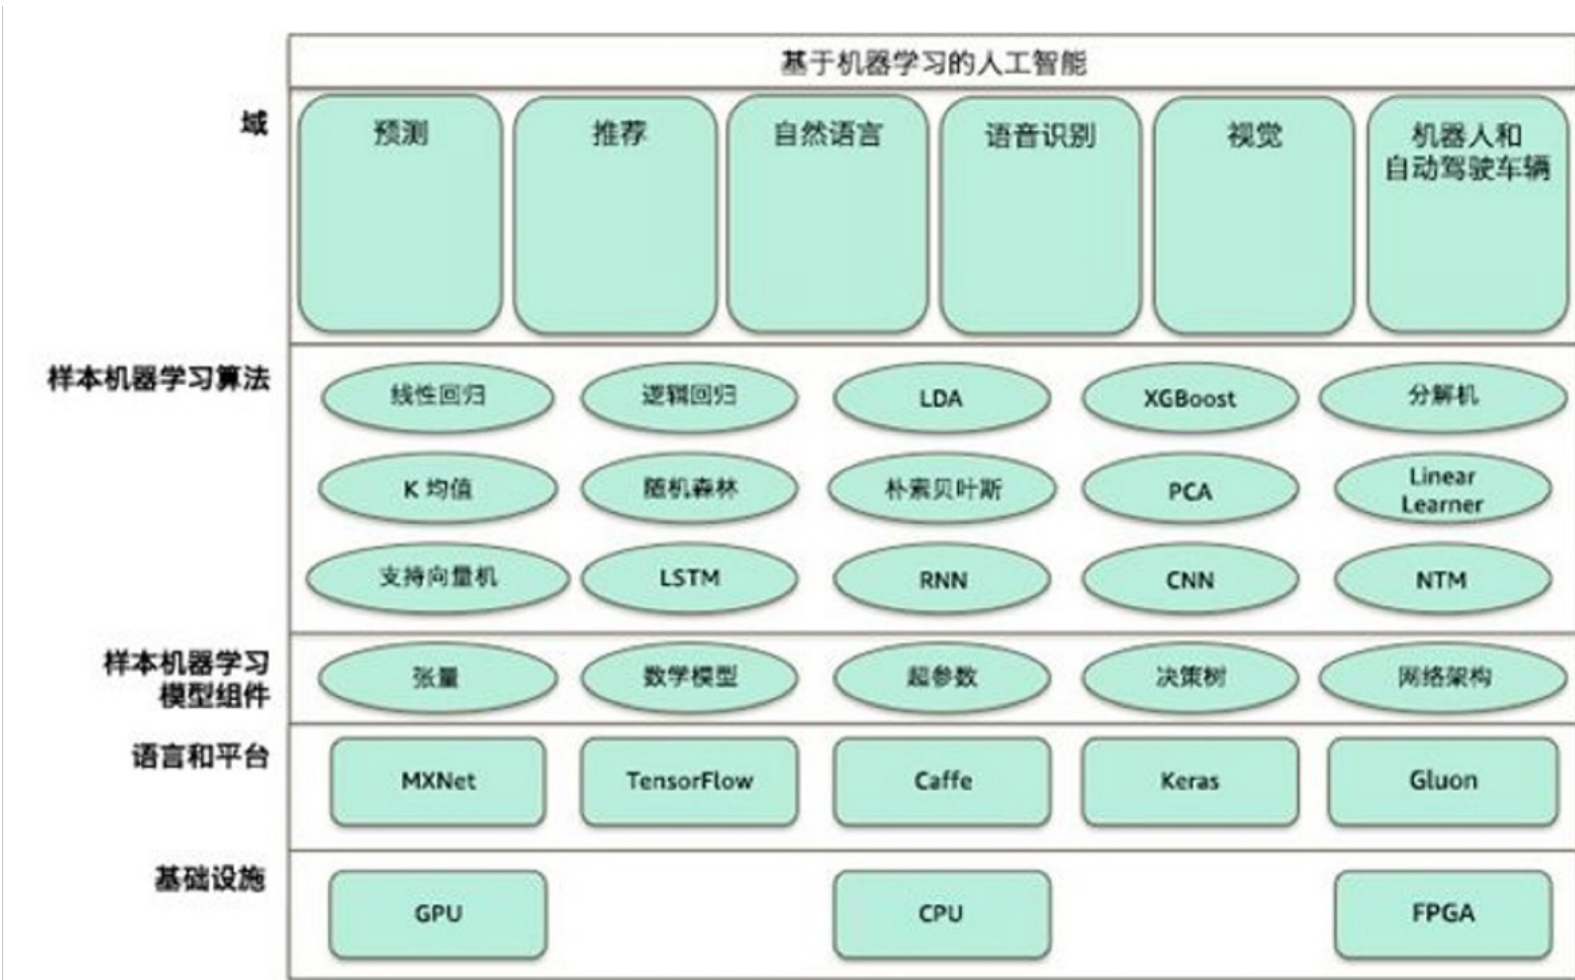 基于机器学习的人工智能
域
预测
推荐
自然语言
语音识别
视觉
机器人和
自动驾驶车辆
样本机器学习算法
线性回归
逻辑回归
LDA
XGBoost
分解机
K 均值
随机森林
朴素贝叶斯
PCA
Linear
Learner
支持向量机
LSTM
RNN
CNN
NTM
样本机器学习
模型组件
张量
数学模型
超参数
决策树
网络架构
语言和平台
MXNet
TensorFlow
Caffe
Keras
Gluon
基础设施
GPU
CPU
FPGA